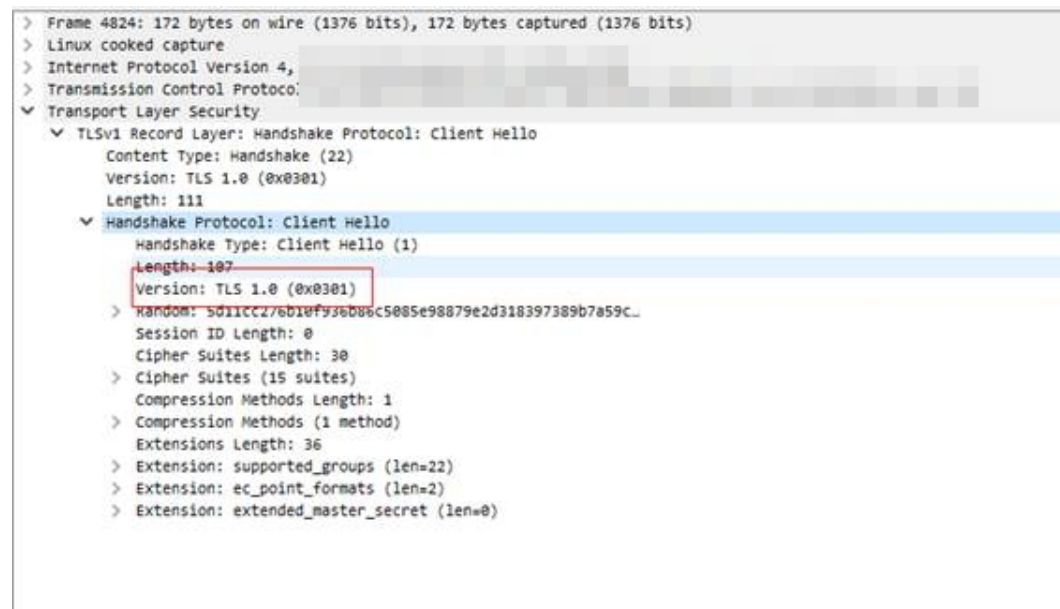 Frame 4824: 172 bytes on wire (1376 bits), 172 bytes captured (1376 bits)
Linux cooked capture
Internet Protocol Version 4,
Transmission Control Protoco
Transport Layer Security
TLSv1 Record Layer: Handshake Protocol: Client Hello
Content Type: Handshake (22)
Version: TLS 1.0 (0x0301)
Length: 111
Handshake Protocol: Client Hello
Handshake Type: Client Hello (1)
Length: 107
Version: TLS 1.0 (0x0301)
Random: 5d11cc276b10f936b86c5085e98879e2d318397389b7a59c…
Session ID Length: 0
Cipher Suites Length: 30
Cipher Suites (15 suites)
Compression Methods Length: 1
Compression Methods (1 method)
Extensions Length: 36
Extension: supported_groups (len=22)
Extension: ec_point_formats (len=2)
Extension: extended_master_secret (len=0)